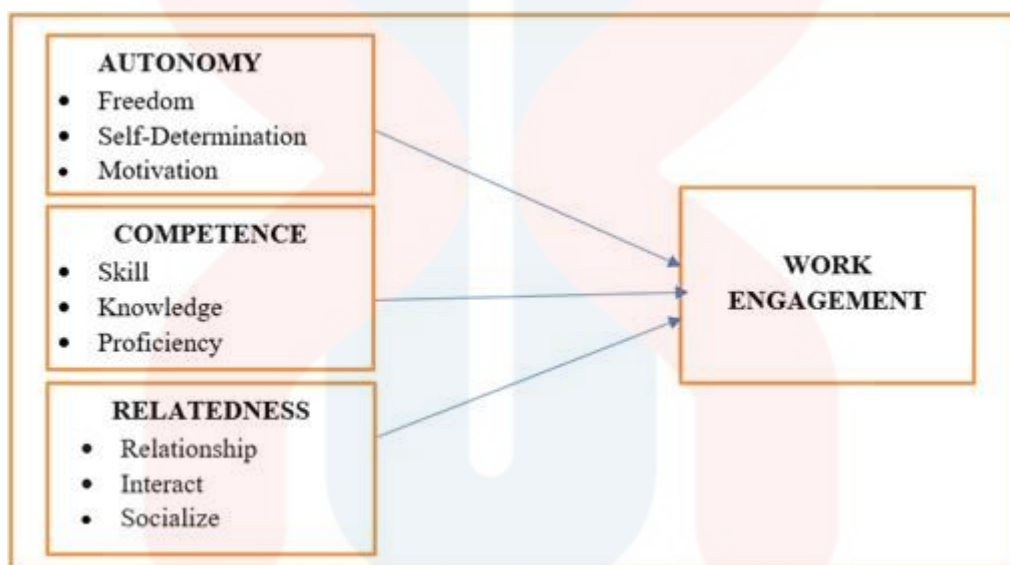 AUTONOMY
• Freedom
• Self-Determination
• Motivation
COMPETENCE
• Skill
• Knowledge
• Proficiency
RELATEDNESS
• Relationship
• Interact
• Socialize
WORK
ENGAGEMENT